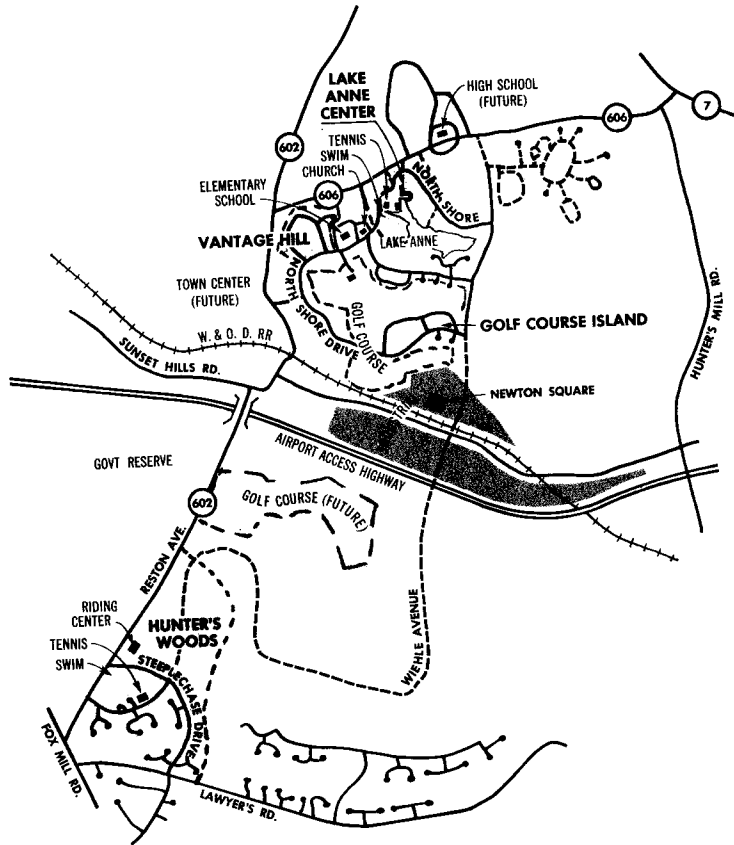 LAKE
ANNE
CENTER
HIGH SCHOOL
(FUTURE)
7
606
602
TENNIS
SWIM
CHURCH
ELEMENTARY
SCHOOL
606
NORTH SHORE
VANTAGE HILL
LAKE ANNE
TOWN CENTER
(FUTURE)
NORTH SHORE DRIVE
GOLF COURSE
GOLF COURSE ISLAND
HUNTER'S MILL RD.
W. & O. D. RR
SUNSET HILLS RD.
NEWTON SQUARE
AIRPORT ACCESS HIGHWAY
GOVT RESERVE
GOLF COURSE (FUTURE)
602
RESTON AVE.
WIEHLE AVENUE
RIDING
CENTER
HUNTER'S
WOODS
TENNIS
SWIM
STEEPLECHASE DRIVE
FOX MILL RD.
LAWYER'S RD.